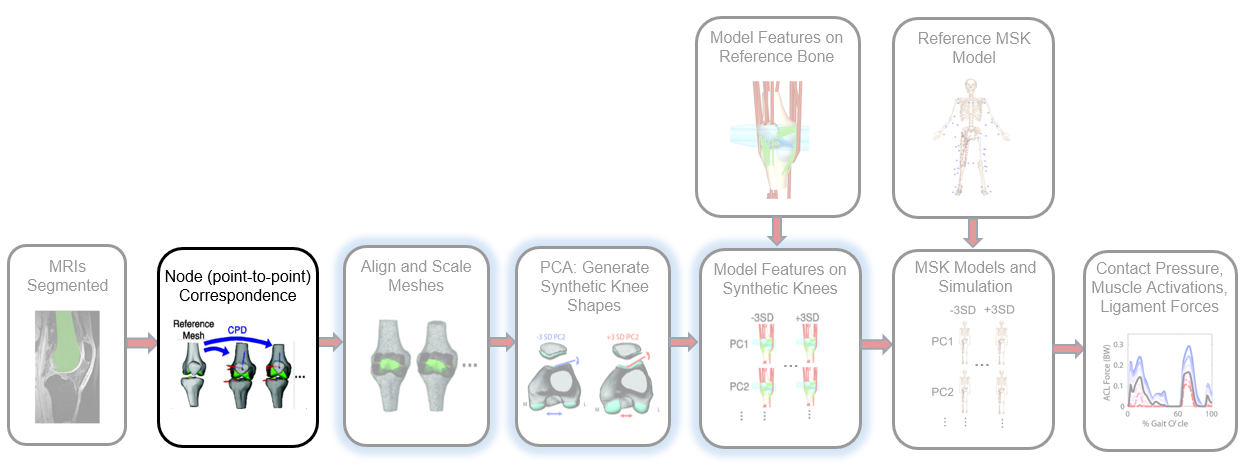 Model Features on
Reference Bone
Reference MSK
Model
MRIs
Segmented
Node (point-to-point)
Correspondence
Reference
Mesh
CPD
...
Align and Scale
Meshes
...
PCA: Generate
Synthetic Knee
Shapes
-3 SD PC2
+3 SD PC2
M
L
M
L
Model Features on
Synthetic Knees
-3SD
+3SD
PC1
...
PC2
MSK Models and
Simulation
-3SD +3SD
PC1
...
PC2
Contact Pressure,
Muscle Activations,
Ligament Forces
ACL Force (BW)
0.3
0.2
0.1
0
0
60
100
% Gait Cycle